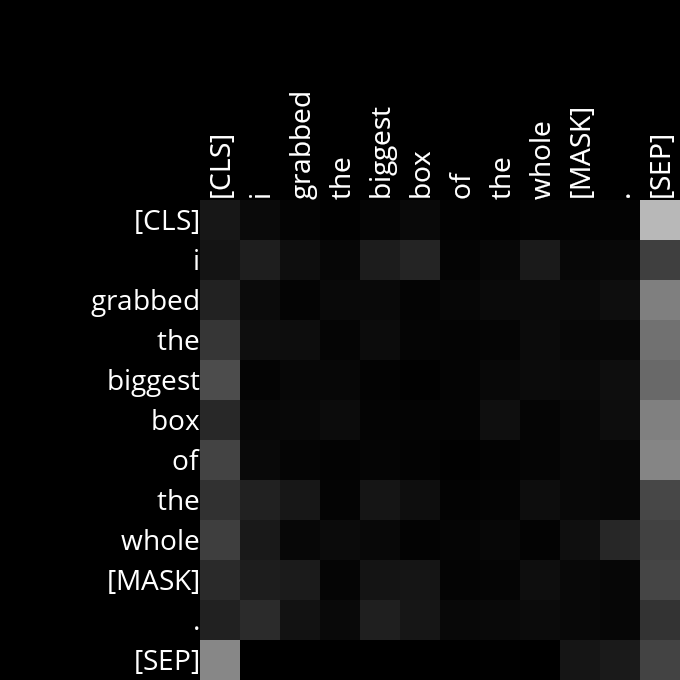 [CLS] i grabbed the biggest box of the whole [MASK] . [SEP]
[CLS]
i
grabbed
the
biggest
box
of
the
whole
[MASK]
.
[SEP]